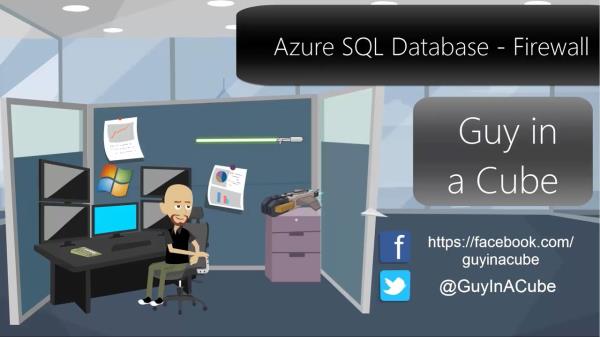 Azure SQL Database - Firewall
Guy in
a Cube
f
https://facebook.com/
guyinacube
@GuyInACube